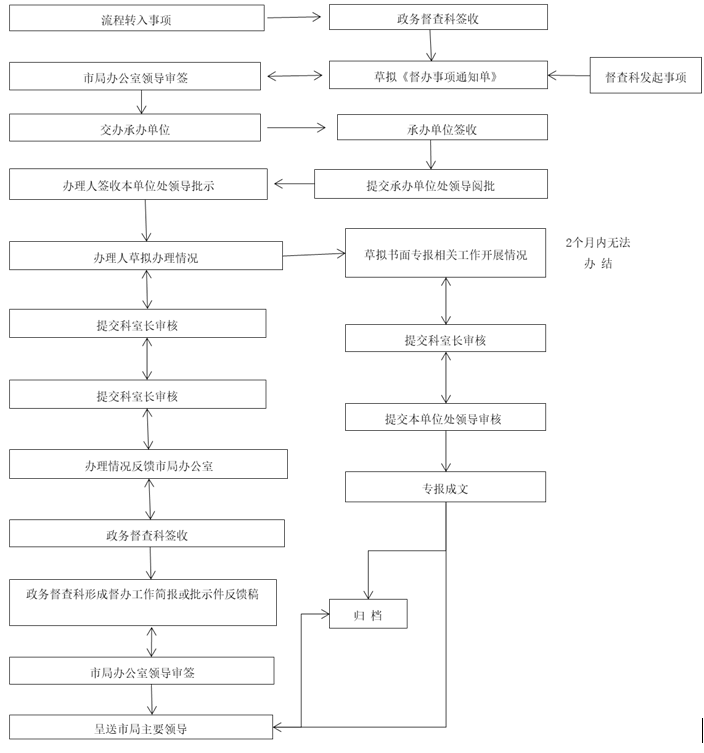 流程转入事项
政务督查科签收
市局办公室领导审签
草拟《督办事项通知单》
督查科发起事项
交办承办单位
承办单位签收
办理人签收本单位处领导批示
提交承办单位处领导阅批
办理人草拟办理情况
草拟书面专报相关工作开展情况
2个月内无法
办 结
提交科室长审核
提交科室长审核
提交科室长审核
提交本单位处领导审核
办理情况反馈市局办公室
专报成文
政务督查科签收
政务督查科形成督办工作简报或批示件反馈稿
归 档
市局办公室领导审签
呈送市局主要领导